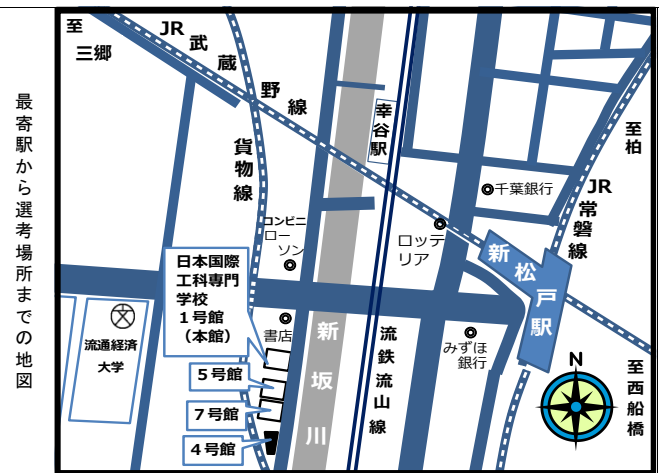 最寄駅から選考場所までの地図
至
三郷
JR武蔵野線
貨物線
幸谷駅
至柏
JR常磐線
千葉銀行
コンビニ
ローソン
ロッテ
リア
新松戸駅
日本国際
工科専門
学校
1号館
(本館)
流通経済
大学
書店
新坂川
流鉄流山線
みずほ
銀行
5号館
7号館
4号館
N
至西船橋